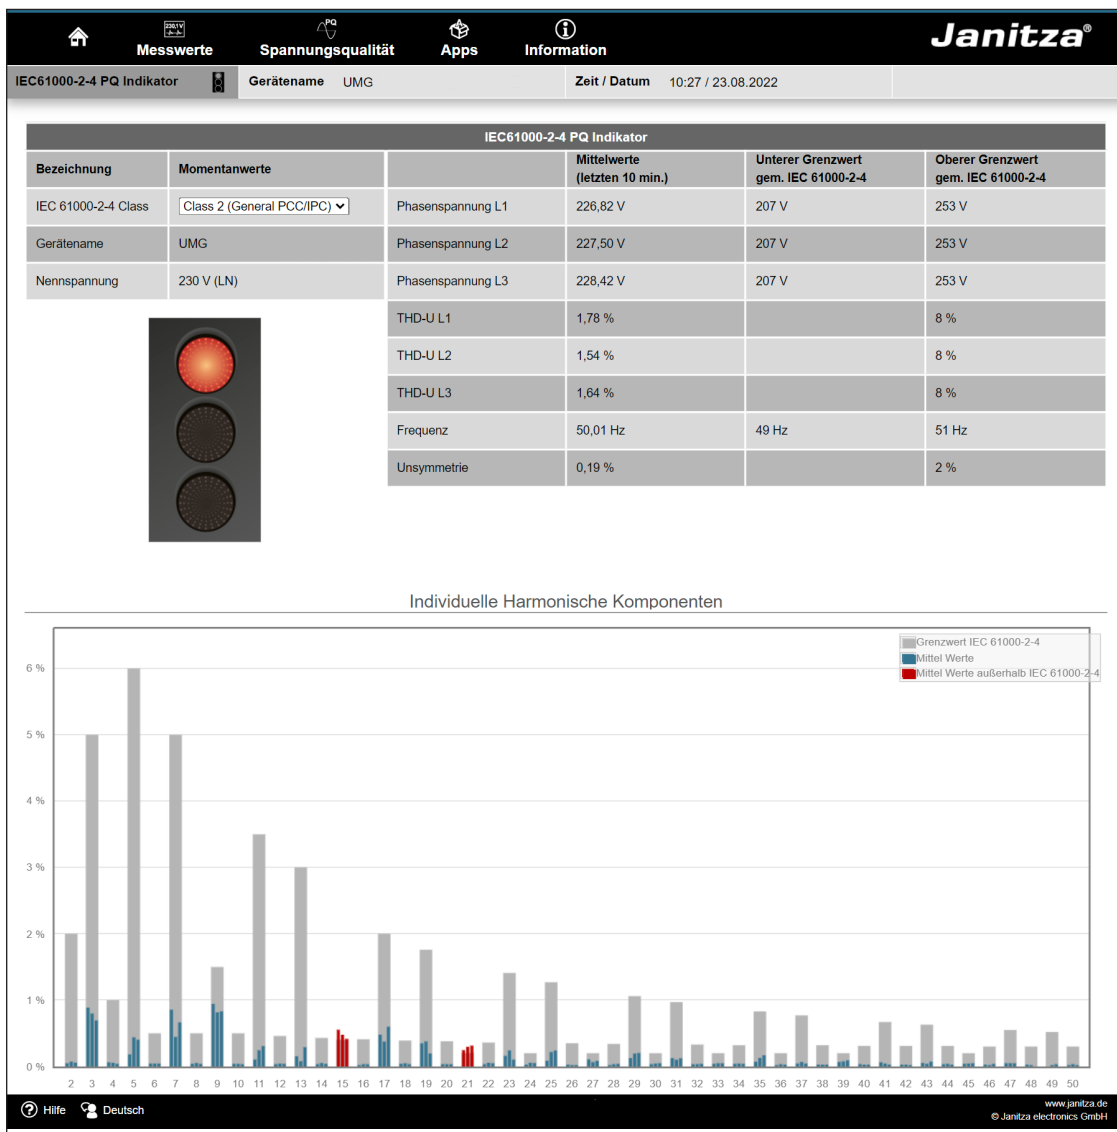 230,1V
PQ
Messwerte Spannungsqualität Apps Information
Janitza®
IEC61000-2-4 PQ Indikator Gerätename UMG Zeit / Datum 10:27 / 23.08.2022
IEC61000-2-4 PQ Indikator
Bezeichnung Momentanwerte Mittelwerte (letzten 10 min.) Unterer Grenzwert gem. IEC 61000-2-4 Oberer Grenzwert gem. IEC 61000-2-4
IEC 61000-2-4 Class Class 2 (General PCC/IPC) Phasenspannung L1 226,82 V 207 V 253 V
Gerätename UMG Phasenspannung L2 227,50 V 207 V 253 V
Nennspannung 230 V (LN) Phasenspannung L3 228,42 V 207 V 253 V
THD-U L1 1,78 % 8 %
THD-U L2 1,54 % 8 %
THD-U L3 1,64 % 8 %
Frequenz 50,01 Hz 49 Hz 51 Hz
Unsymmetrie 0,19 % 2 %
Individuelle Harmonische Komponenten
Grenzwert IEC 61000-2-4
Mittel Werte
Mittel Werte außerhalb IEC 61000-2-4
6 %
5 %
4 %
3 %
2 %
1 %
0 %
2 3 4 5 6 7 8 9 10 11 12 13 14 15 16 17 18 19 20 21 22 23 24 25 26 27 28 29 30 31 32 33 34 35 36 37 38 39 40 41 42 43 44 45 46 47 48 49 50
? Hilfe Deutsch
www.janitza.de
© Janitza electronics GmbH